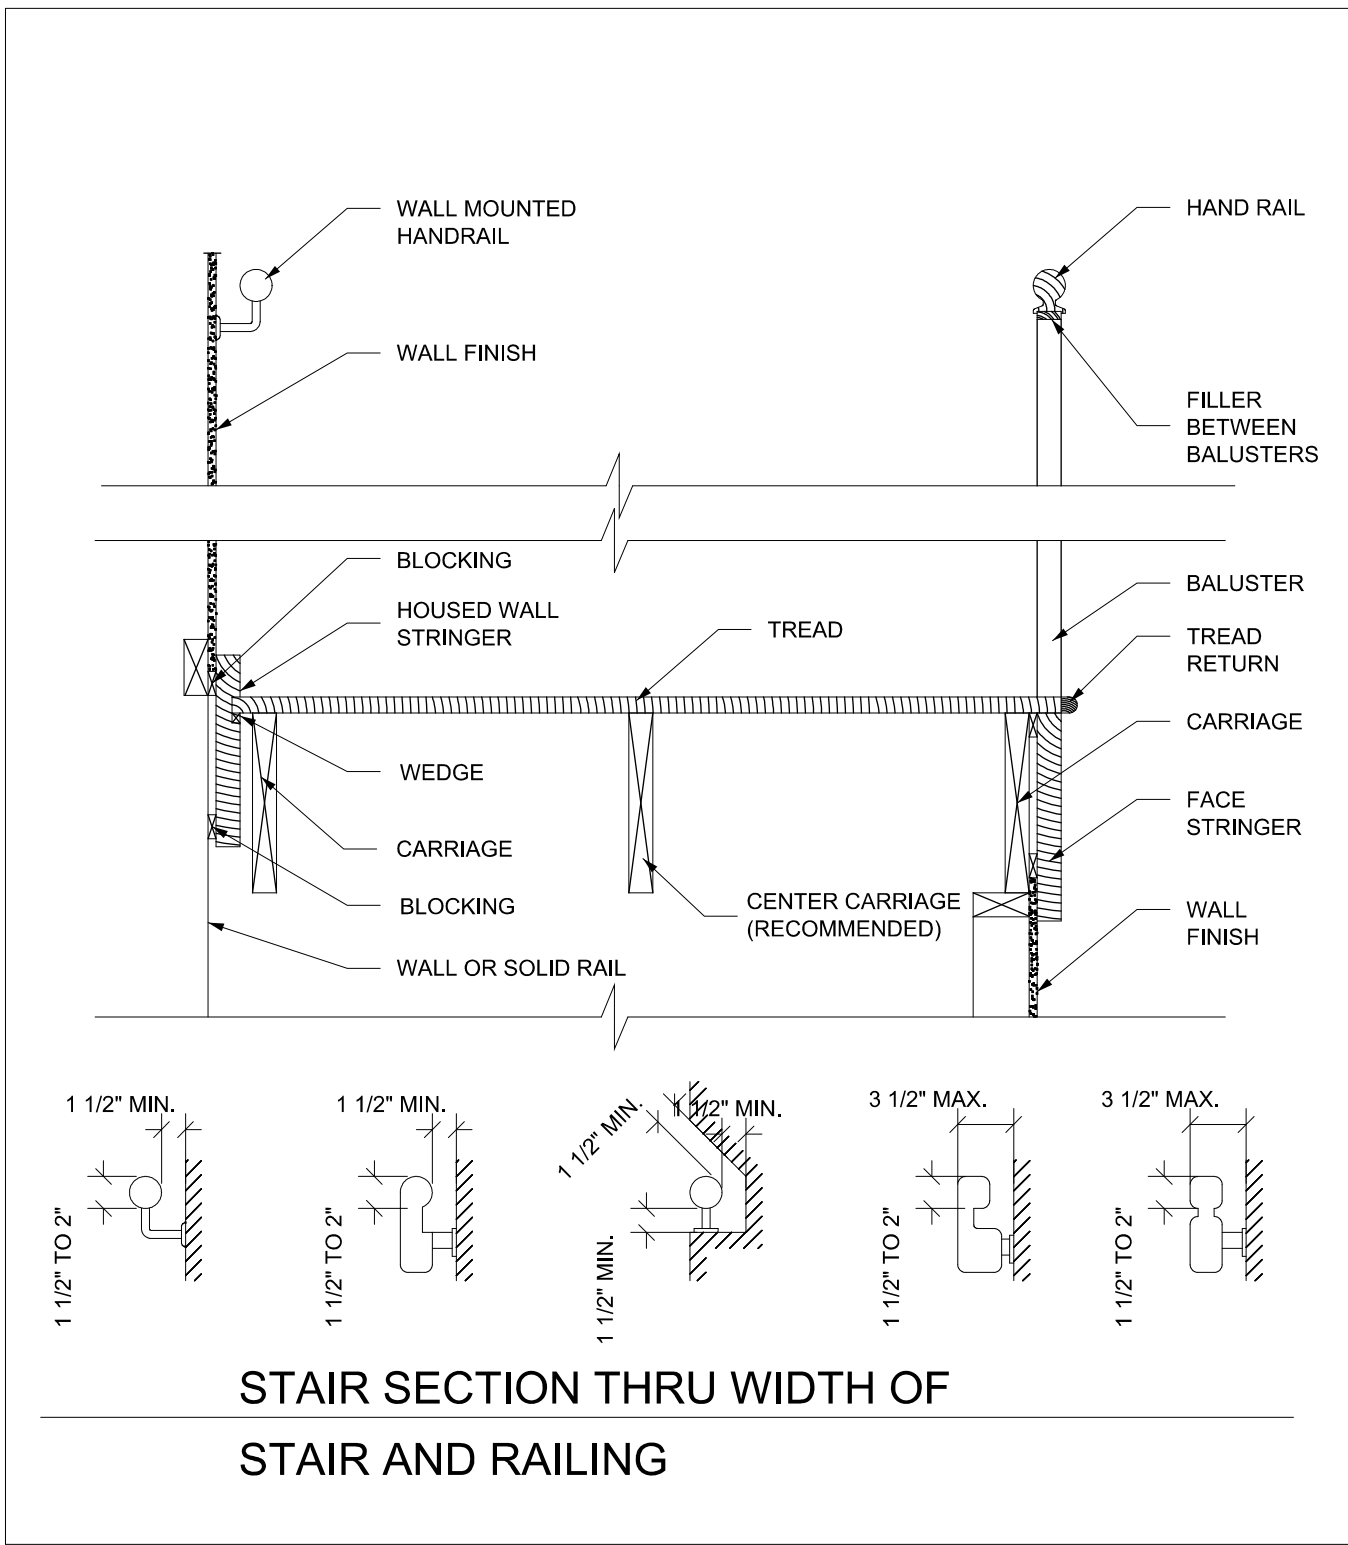 WALL MOUNTED
HANDRAIL
HAND RAIL
WALL FINISH
FILLER
BETWEEN
BALUSTERS
BLOCKING
HOUSED WALL
STRINGER
TREAD
BALUSTER
TREAD
RETURN
CARRIAGE
WEDGE
FACE
STRINGER
CARRIAGE
CENTER CARRIAGE
(RECOMMENDED)
BLOCKING
WALL
FINISH
WALL OR SOLID RAIL
1 1/2" MIN.
1 1/2" TO 2"
1 1/2" MIN.
1 1/2" TO 2"
1 1/2" MIN.
1 1/2" MIN.
1 1/2" MIN.
3 1/2" MAX.
1 1/2" TO 2"
3 1/2" MAX.
1 1/2" TO 2"
STAIR SECTION THRU WIDTH OF
STAIR AND RAILING